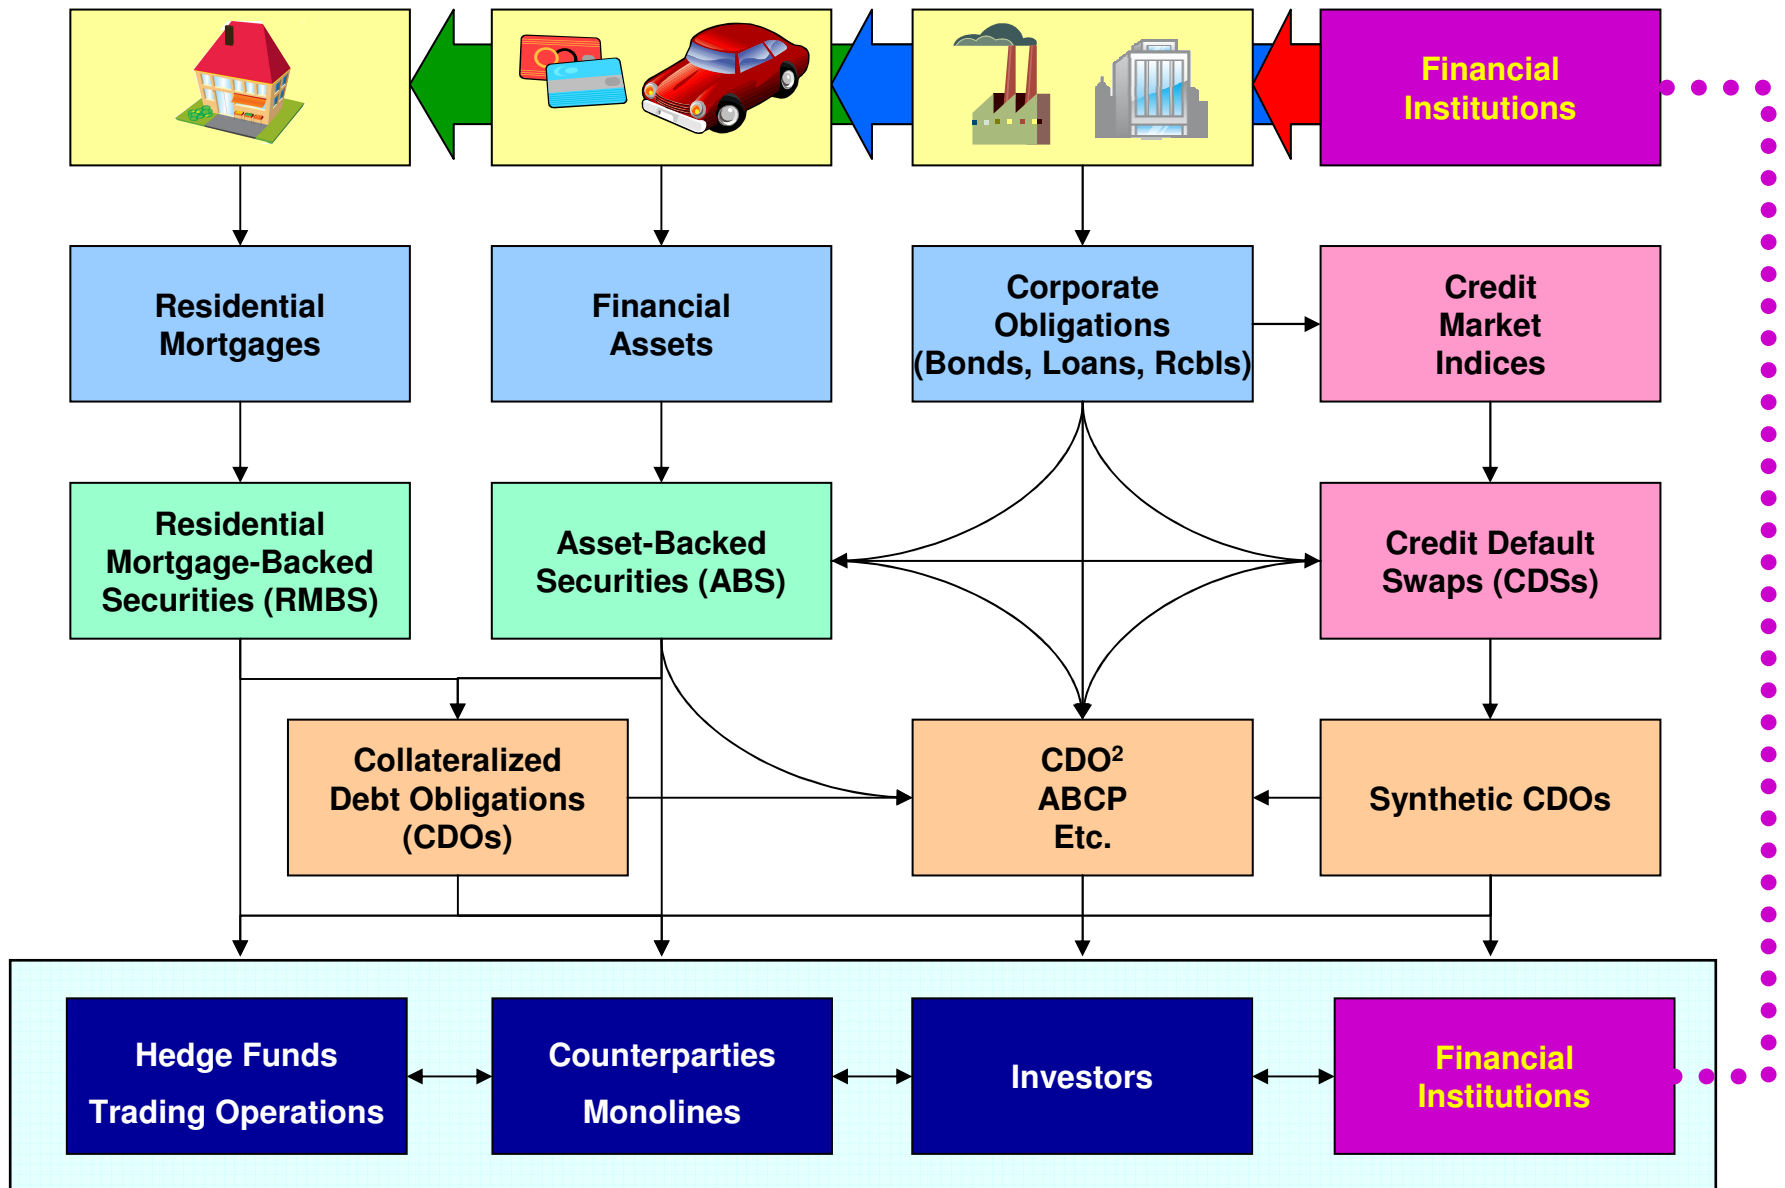 Financial
Institutions
Residential
Mortgages
Financial
Assets
Corporate
Obligations
(Bonds, Loans, Rcbls)
Credit
Market
Indices
Residential
Mortgage-Backed
Securities (RMBS)
Asset-Backed
Securities (ABS)
Credit Default
Swaps (CDSs)
Collateralized
Debt Obligations
(CDOs)
CDO²
ABCP
Etc.
Synthetic CDOs
Hedge Funds
Trading Operations
Counterparties
Monolines
Investors
Financial
Institutions